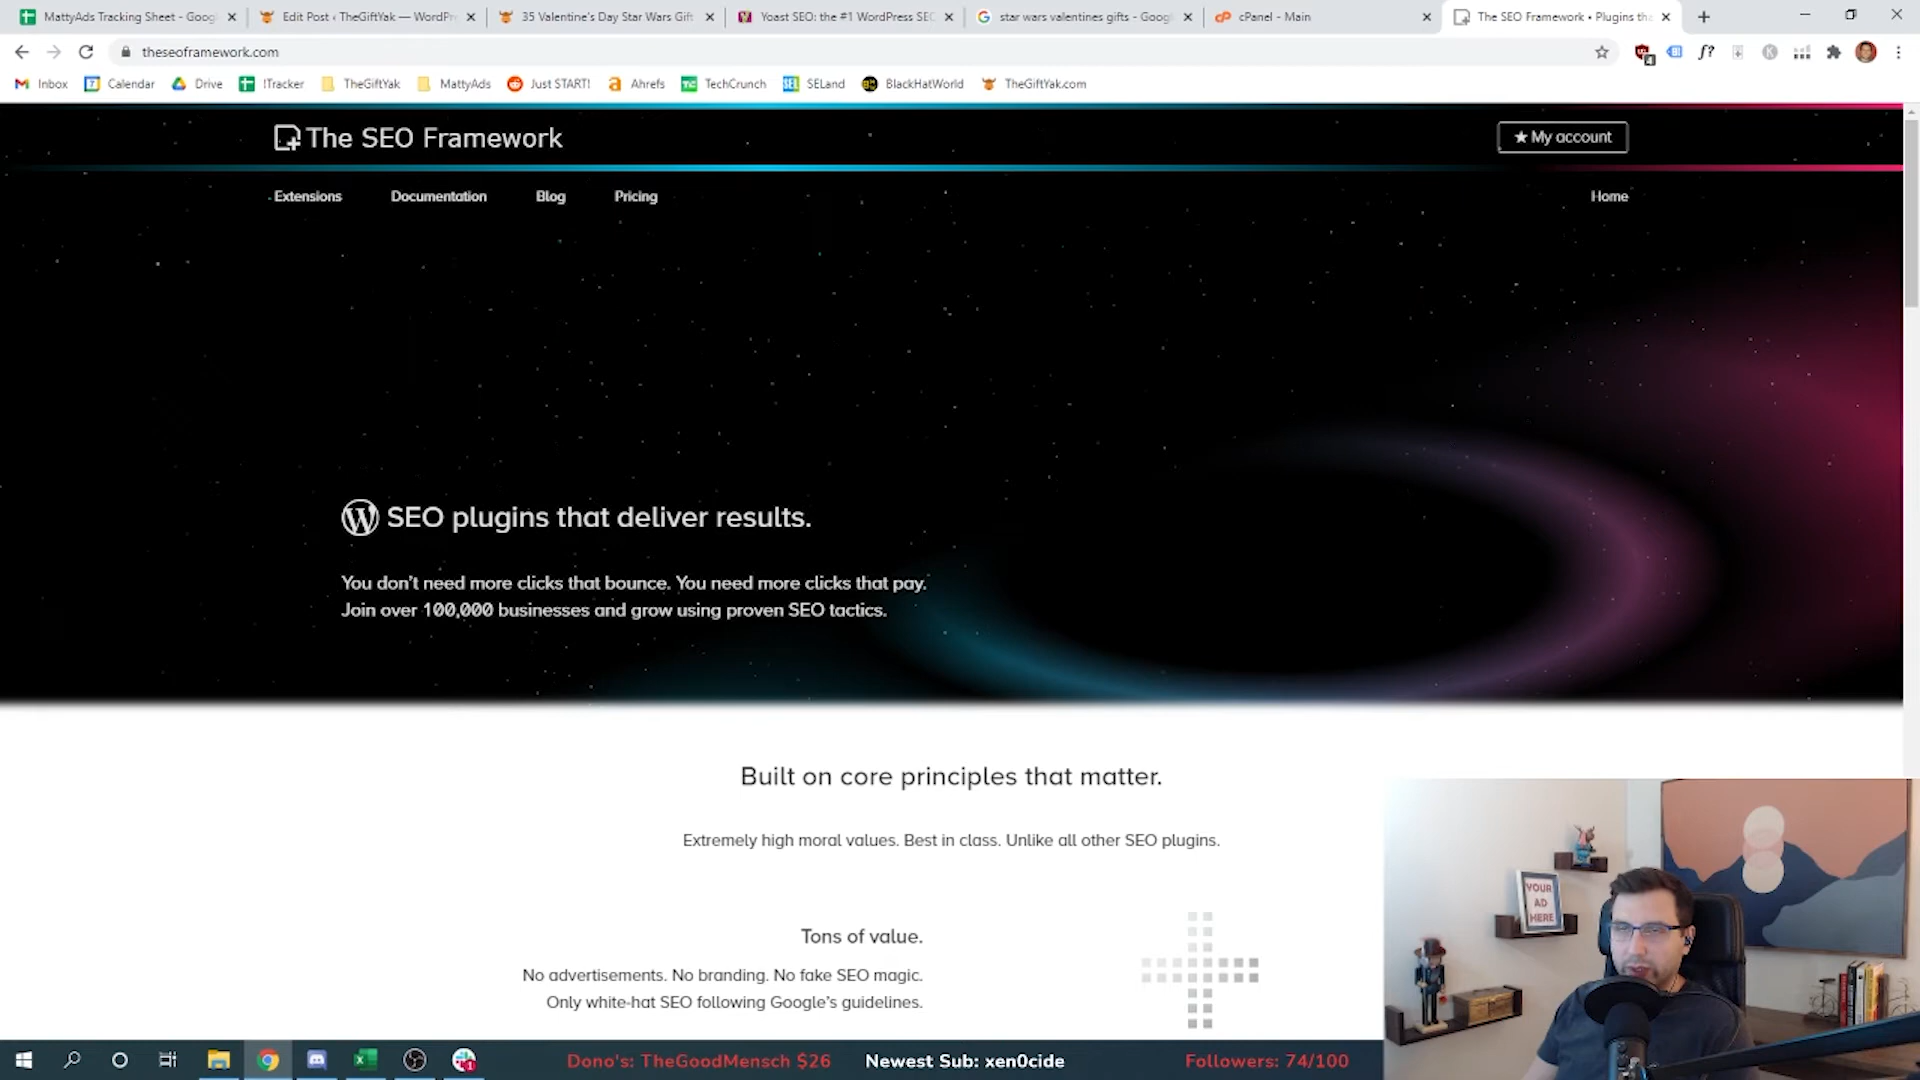 MattyAds Tracking Sheet - Googl
Edit Post ‹ TheGiftYak — WordPre
35 Valentine's Day Star Wars Gift
Yoast SEO: the #1 WordPress SEO
star wars valentines gifts - Googl
cPanel - Main
The SEO Framework • Plugins tha
theseoframework.com
f?
Inbox
Calendar
Drive
!Tracker
TheGiftYak
MattyAds
Just START!
Ahrefs
TechCrunch
SELand
BlackHatWorld
TheGiftYak.com
The SEO Framework
★ My account
Extensions
Documentation
Blog
Pricing
Home
SEO plugins that deliver results.
You don't need more clicks that bounce. You need more clicks that pay.
Join over 100,000 businesses and grow using proven SEO tactics.
Built on core principles that matter.
Extremely high moral values. Best in class. Unlike all other SEO plugins.
Tons of value.
No advertisements. No branding. No fake SEO magic.
Only white-hat SEO following Google's guidelines.
YOUR
AD
HERE
Dono's: TheGoodMensch $26
Newest Sub: xen0cide
Followers: 74/100